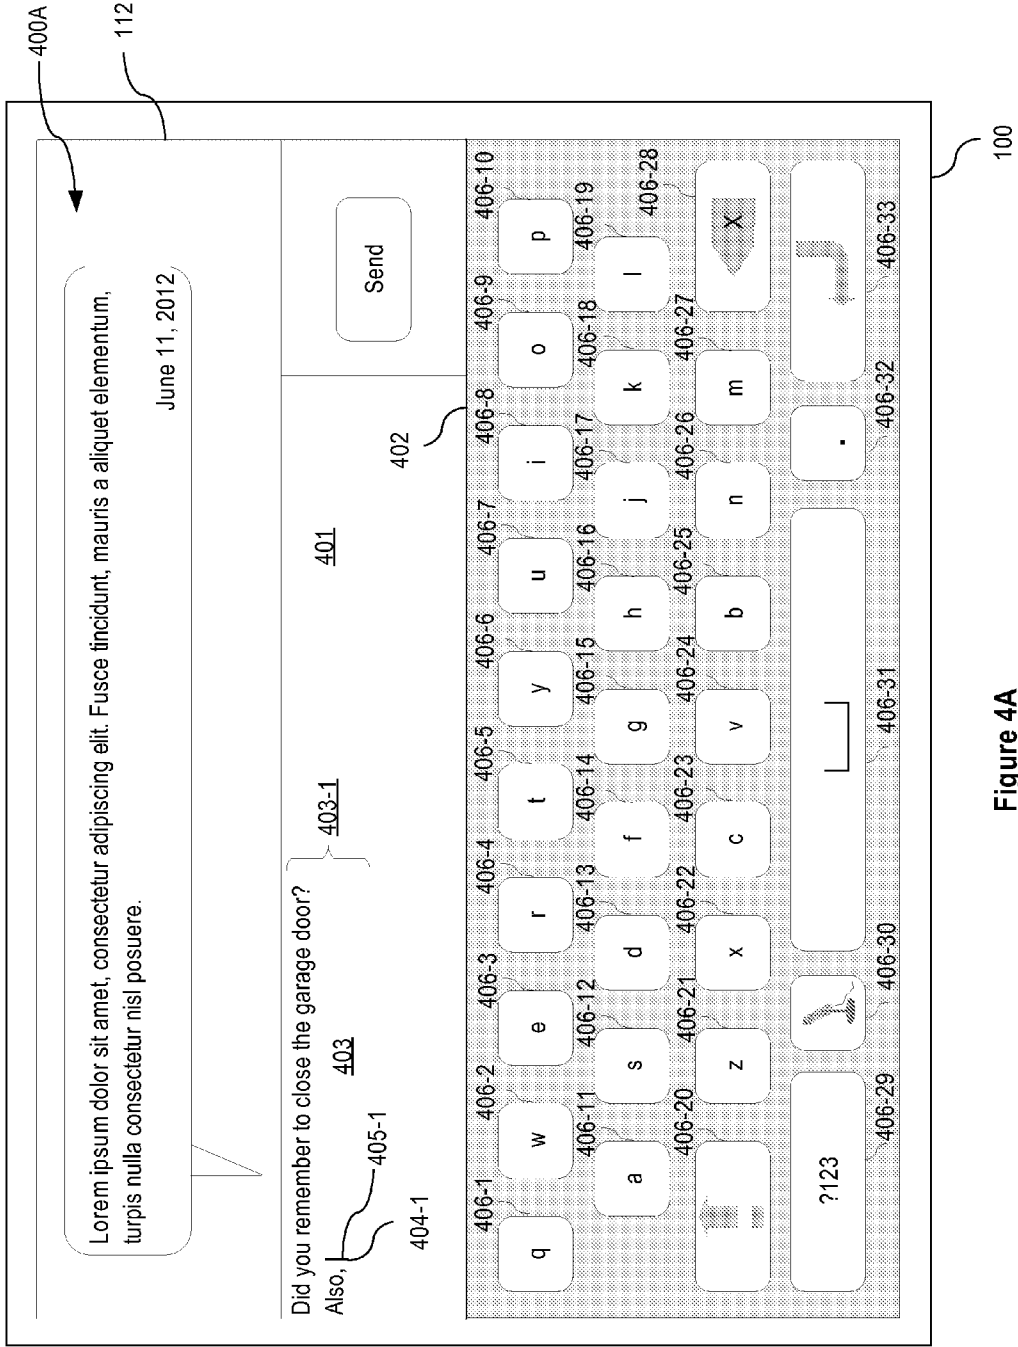 400A
112
Lorem ipsum dolor sit amet, consectetur adipiscing elit. Fusce tincidunt, mauris a aliquet elementum,
turpis nulla consectetur nisl posuere.
June 11, 2012
Did you remember to close the garage door?
Also,
403-1
403
401
405-1
404-1
Send
402
406-1 406-2 406-3 406-4 406-5 406-6 406-7 406-8 406-9 406-10
q w e r t y u i o p
406-11 406-12 406-13 406-14 406-15 406-16 406-17 406-18 406-19
a s d f g h j k l
406-20 406-21 406-22 406-23 406-24 406-25 406-26 406-27 406-28
z x c v b n m X
?123 .
406-29 406-30 406-31 406-32 406-33
100
Figure 4A